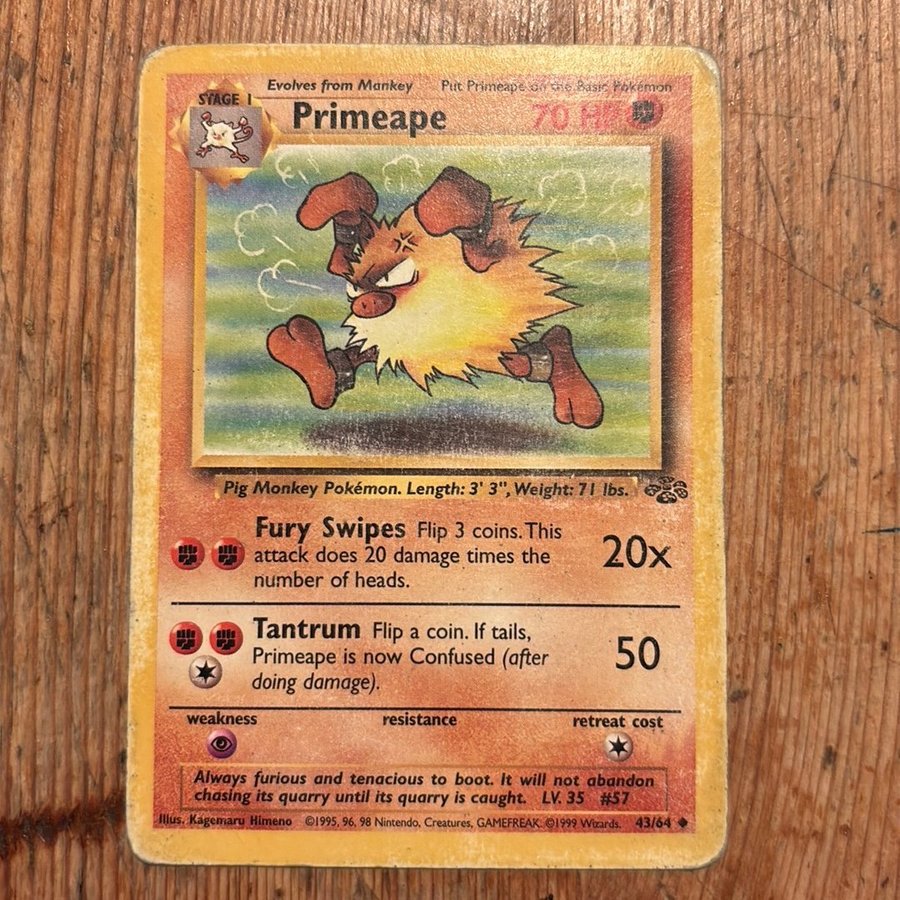 Evolves from Mankey Put Primeape on the Basic Pokémon
STAGE 1
Primeape 70 HP
Pig Monkey Pokémon. Length: 3' 3", Weight: 71 lbs.
Fury Swipes Flip 3 coins. This
attack does 20 damage times the
number of heads.
20x
Tantrum Flip a coin. If tails,
Primeape is now Confused (after
doing damage).
50
weakness resistance retreat cost
Always furious and tenacious to boot. It will not abandon
chasing its quarry until its quarry is caught. LV. 35 #57
Illus. Kagemaru Himeno ©1995, 96, 98 Nintendo, Creatures, GAMEFREAK. ©1999 Wizards. 43/64